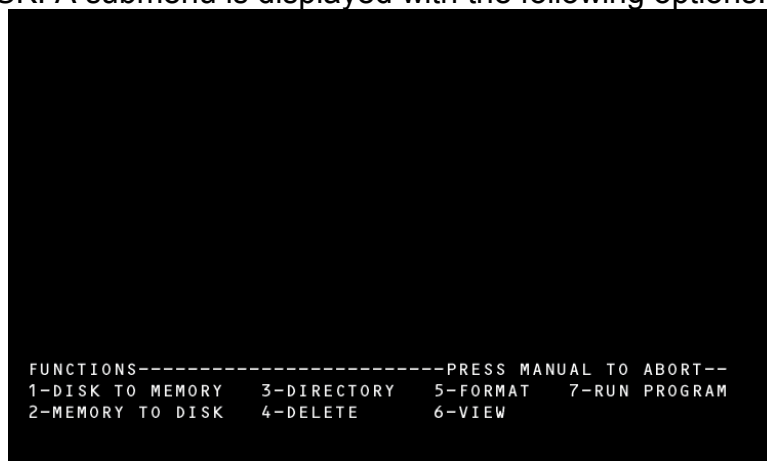 A submenu is displayed with the following options
FUNCTIONS--------------------------PRESS MANUAL TO ABORT--
1-DISK TO MEMORY 3-DIRECTORY 5-FORMAT 7-RUN PROGRAM
2-MEMORY TO DISK 4-DELETE 6-VIEW